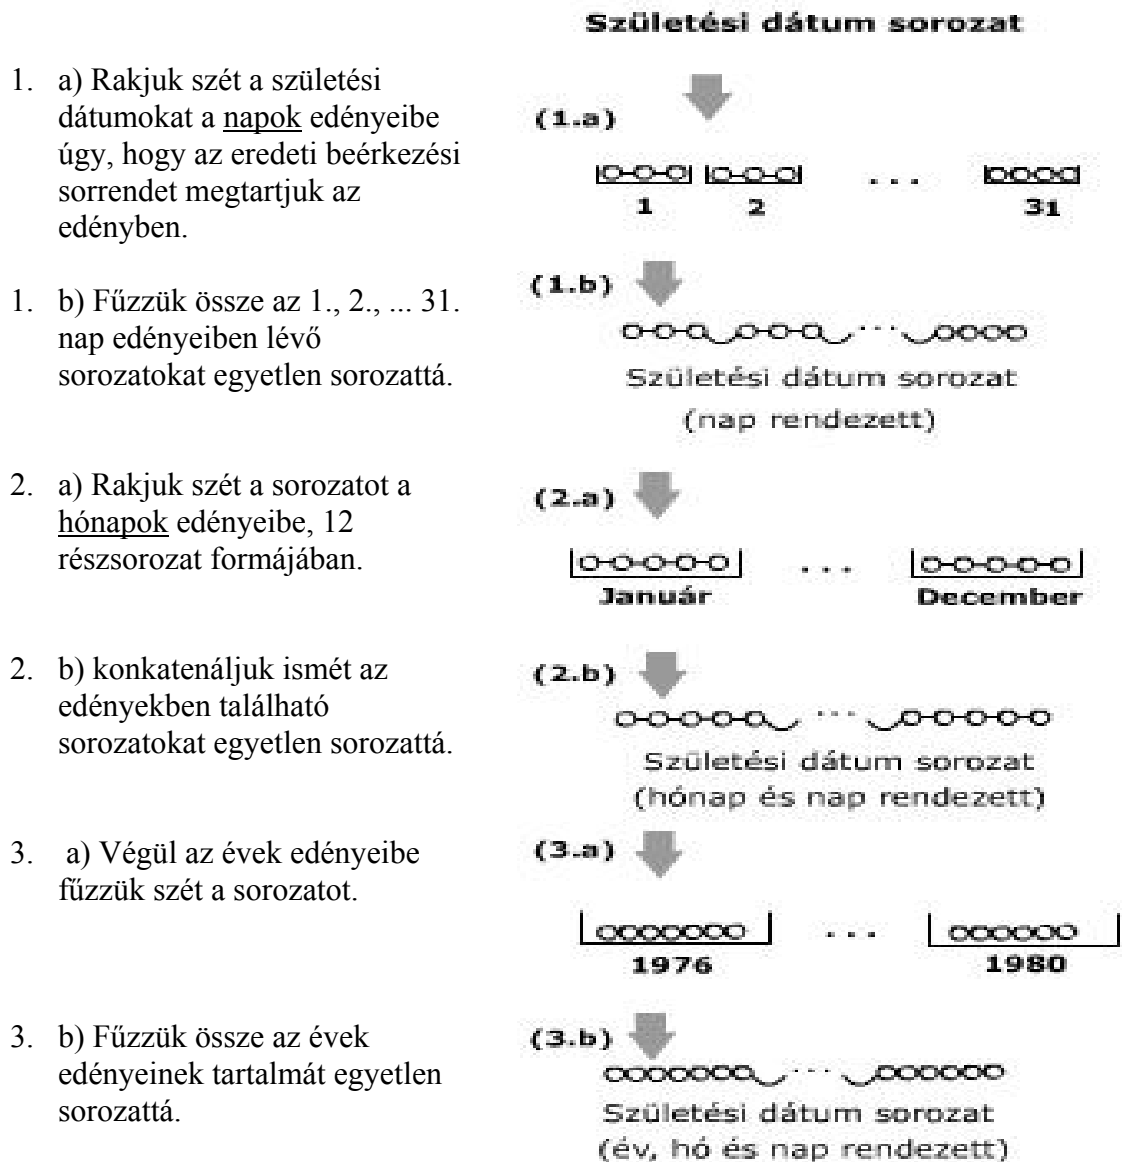 Születési dátum sorozat
1. a) Rakjuk szét a születési
dátumokat a napok edényeibe
úgy, hogy az eredeti beérkezési
sorrendet megtartjuk az
edényben.
(1.a)
1 2 ... 31
1. b) Fűzzük össze az 1., 2., ... 31.
nap edényeiben lévő
sorozatokat egyetlen sorozattá.
(1.b)
...
Születési dátum sorozat
(nap rendezett)
2. a) Rakjuk szét a sorozatot a
hónapok edényeibe, 12
részsorozat formájában.
(2.a)
...
Január December
2. b) konkatenáljuk ismét az
edényekben található
sorozatokat egyetlen sorozattá.
(2.b)
...
Születési dátum sorozat
(hónap és nap rendezett)
3. a) Végül az évek edényeibe
fűzzük szét a sorozatot.
(3.a)
...
1976 1980
3. b) Fűzzük össze az évek
edényeinek tartalmát egyetlen
sorozattá.
(3.b)
...
Születési dátum sorozat
(év, hó és nap rendezett)